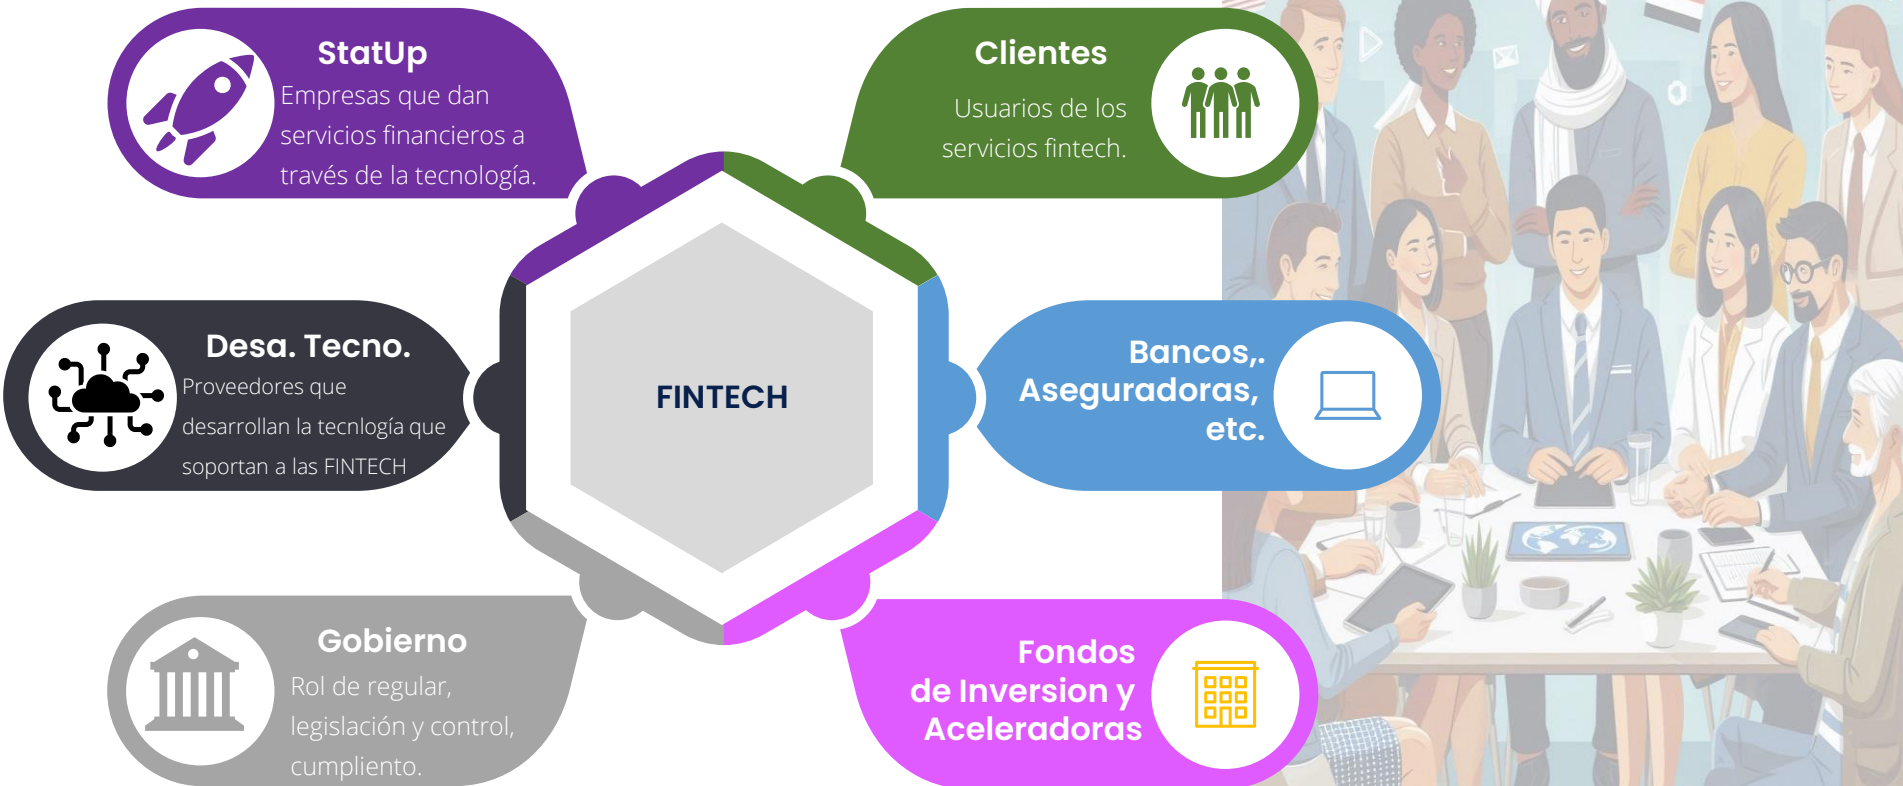 StatUp
Empresas que dan
servicios financieros a
través de la tecnología.
Clientes
Usuarios de los
servicios fintech.
Desa. Tecno.
Proveedores que
desarrollan la tecnlogía que
soportan a las FINTECH
FINTECH
Bancos,.
Aseguradoras,
etc.
Gobierno
Rol de regular,
legislación y control,
cumpliento.
Fondos
de Inversion y
Aceleradoras